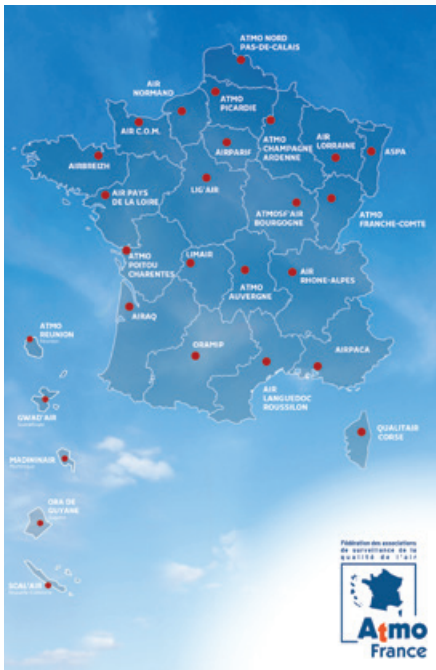 ATMO NORD
PAS-DE-CALAIS
AIR
NORMAND
ATMO
PICARDIE
AIR C.O.M.
ATMO
CHAMPAGNE
ARDENNE
AIR
LORRAINE
ASPA
AIRPARIF
AIRBREIZH
AIR PAYS
DE LA LOIRE
LIG'AIR
ATMOSF'AIR
BOURGOGNE
ATMO
FRANCHE-COMTE
ATMO
POITOU
CHARENTES
LIMAIR
ATMO
AUVERGNE
AIR
RHONE-ALPES
AIRAQ
ORAMIP
AIR
LANGUEDOC
ROUSSILON
AIRPACA
QUALITAIR
CORSE
ATMO
REUNION
GWAD'AIR
MADININAIR
ORA DE
GUYANE
SCAL'AIR
Fédération des associations
de surveillance de la
qualité de l'air
Atmo
France